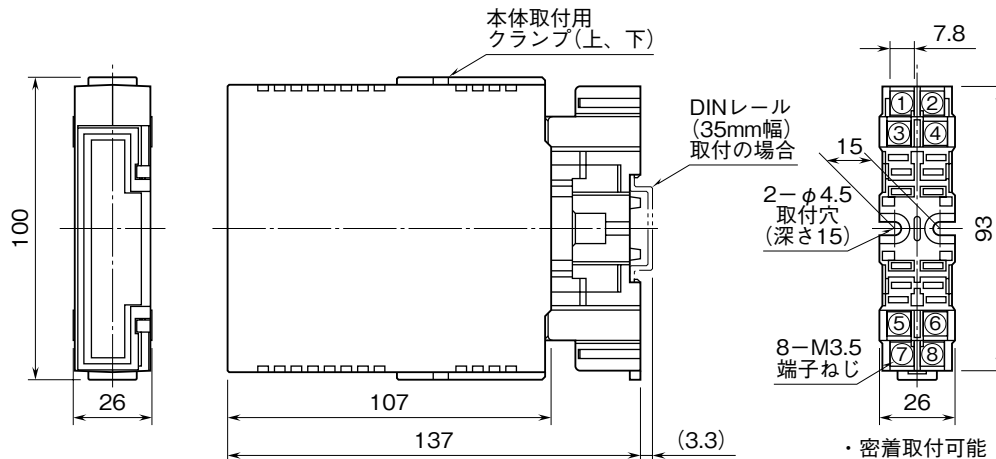 本体取付用
クランプ(上、下)
7.8
DINレール
(35mm幅)
取付の場合
① ②
③ ④
15
2−φ4.5
取付穴
(深さ15)
100
93
⑤ ⑥
⑦ ⑧
8−M3.5
端子ねじ
26
107
137
(3.3)
26
・密着取付可能